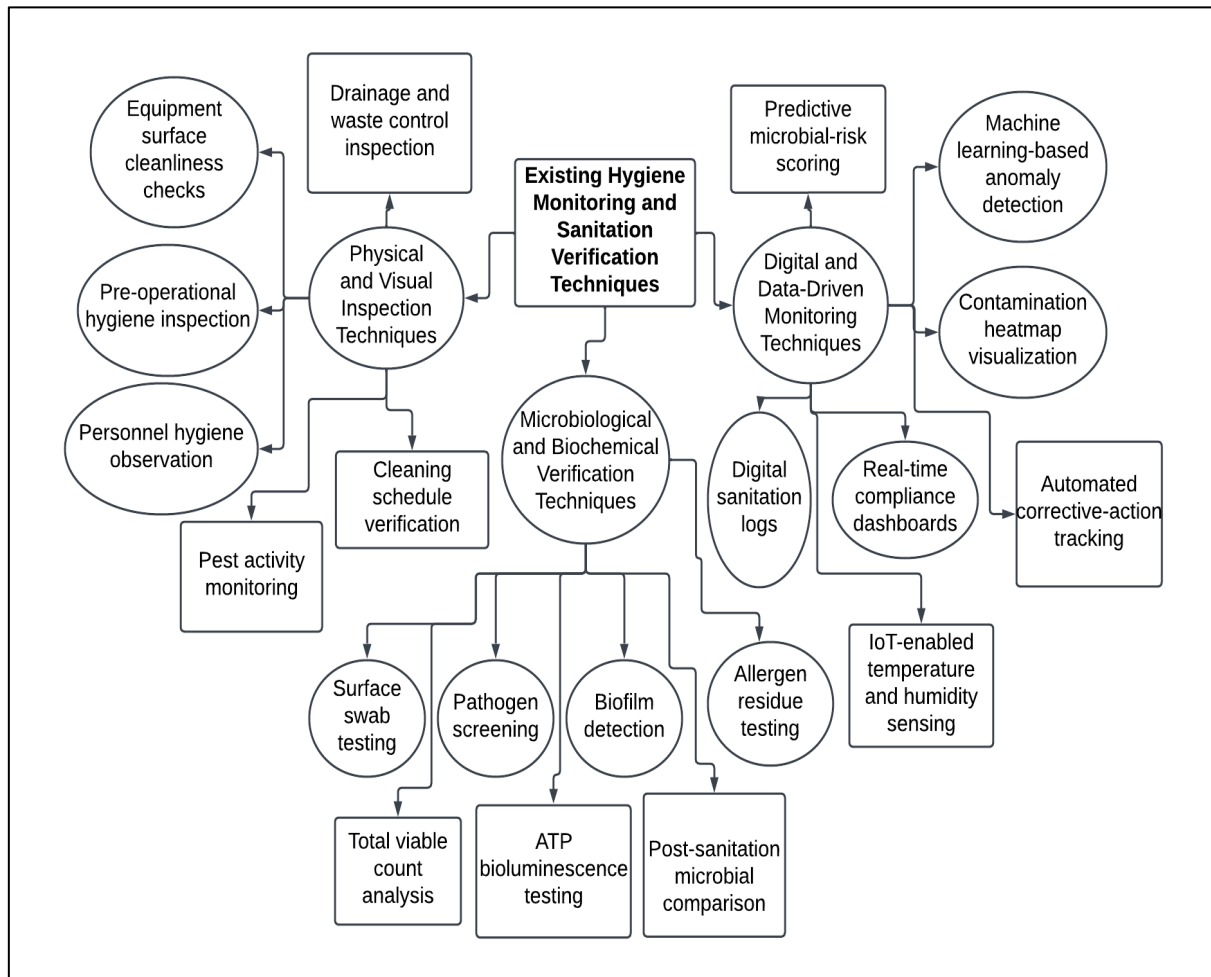 Existing Hygiene
Monitoring and
Sanitation
Verification
Techniques
Physical
and Visual
Inspection
Techniques
Drainage and
waste control
inspection
Equipment
surface
cleanliness
checks
Pre-operational
hygiene inspection
Personnel hygiene
observation
Pest activity
monitoring
Cleaning
schedule
verification
Microbiological
and Biochemical
Verification
Techniques
Surface
swab
testing
Pathogen
screening
Biofilm
detection
Allergen
residue
testing
Total viable
count
analysis
ATP
bioluminescence
testing
Post-sanitation
microbial
comparison
Digital and
Data-Driven
Monitoring
Techniques
Predictive
microbial-risk
scoring
Machine
learning-based
anomaly
detection
Contamination
heatmap
visualization
Digital
sanitation
logs
Real-time
compliance
dashboards
Automated
corrective-action
tracking
IoT-enabled
temperature
and humidity
sensing